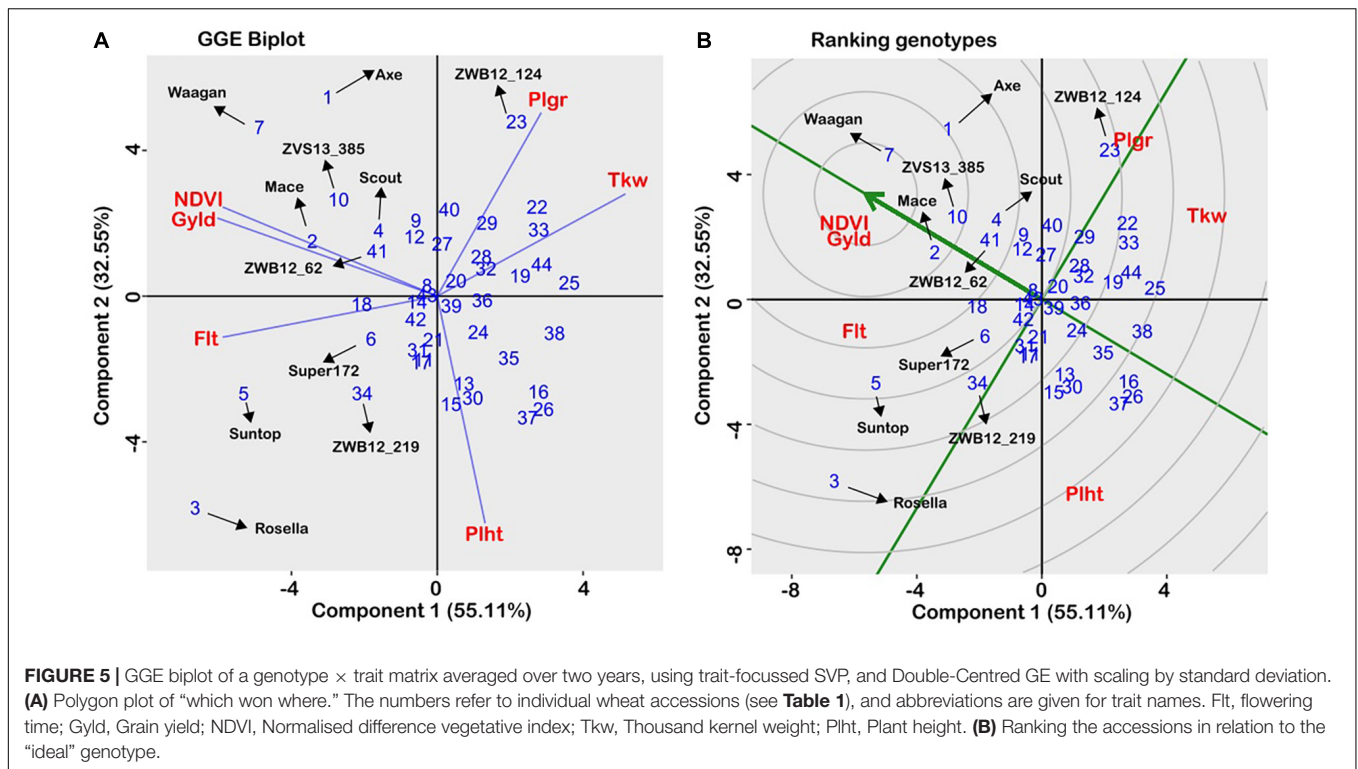 A
GGE Biplot
Axe
ZWB12_124
Waagan
1
Plgr
7
23
ZVS13_385
4
Scout
Tkw
Mace
NDVI
10
40
22
Gyld
9
29
4
33
12
2
41
27
28
ZWB12_62
32
44
19
8
20
35
0
18
14
39
36
42
24
38
Flt
6
21
31
35
17
Super172
13
16
5
34
30
15
26
-4
37
Suntop
ZWB12_219
3
Plht
Rosella
-4
0
4
Component 1 (55.11%)
Component 2 (32.55%)
B
Ranking genotypes
Axe
ZWB12_124
Waagan
1
Plgr
7
23
ZVS13_385
4
Scout
Mace
Tkw
NDVI
10
4
40
22
Gyld
9
29
33
41
12
2
27
28
ZWB12_62
32
44
19
8
20
25
0
18
14
39
36
42
24
38
Flt
6
21
31
35
17
Super172
13
5
34
16
30
15
26
37
Suntop
-4
ZWB12_219
3
Plht
Rosella
-8
-8
-4
0
4
Component 1 (55.11%)
Component 2 (32.55%)
FIGURE 5 | GGE biplot of a genotype × trait matrix averaged over two years, using trait-focussed SVP, and Double-Centred GE with scaling by standard deviation.
(A) Polygon plot of “which won where.” The numbers refer to individual wheat accessions (see Table 1), and abbreviations are given for trait names. Flt, flowering
time; Gyld, Grain yield; NDVI, Normalised difference vegetative index; Tkw, Thousand kernel weight; Plht, Plant height. (B) Ranking the accessions in relation to the
“ideal” genotype.